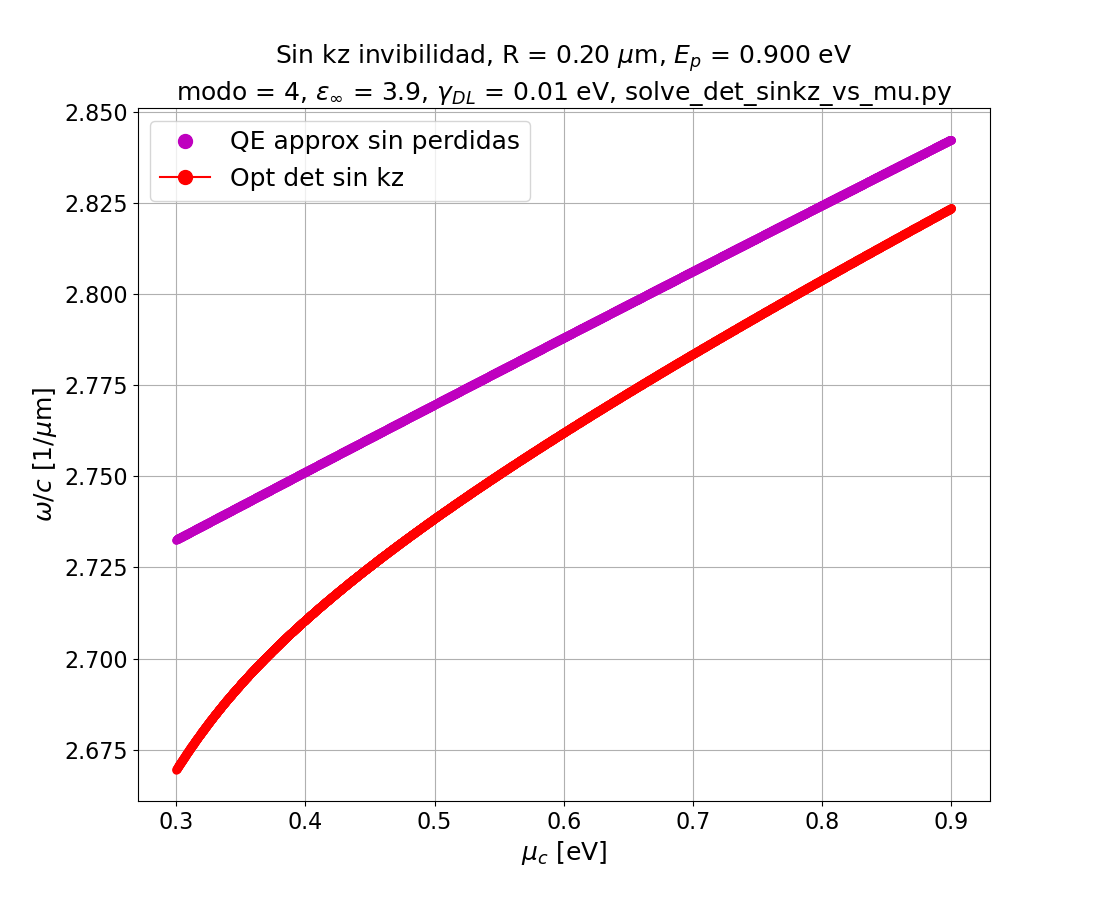 Sin kz invibilidad, R = 0.20 μm, E_p = 0.900 eV
modo = 4, ε_∞ = 3.9, γ_DL = 0.01 eV, solve_det_sinkz_vs_mu.py
QE approx sin perdidas
Opt det sin kz
2.850
2.825
2.800
2.775
2.750
2.725
2.700
2.675
ω/c [1/μm]
0.3 0.4 0.5 0.6 0.7 0.8 0.9
μ_c [eV]